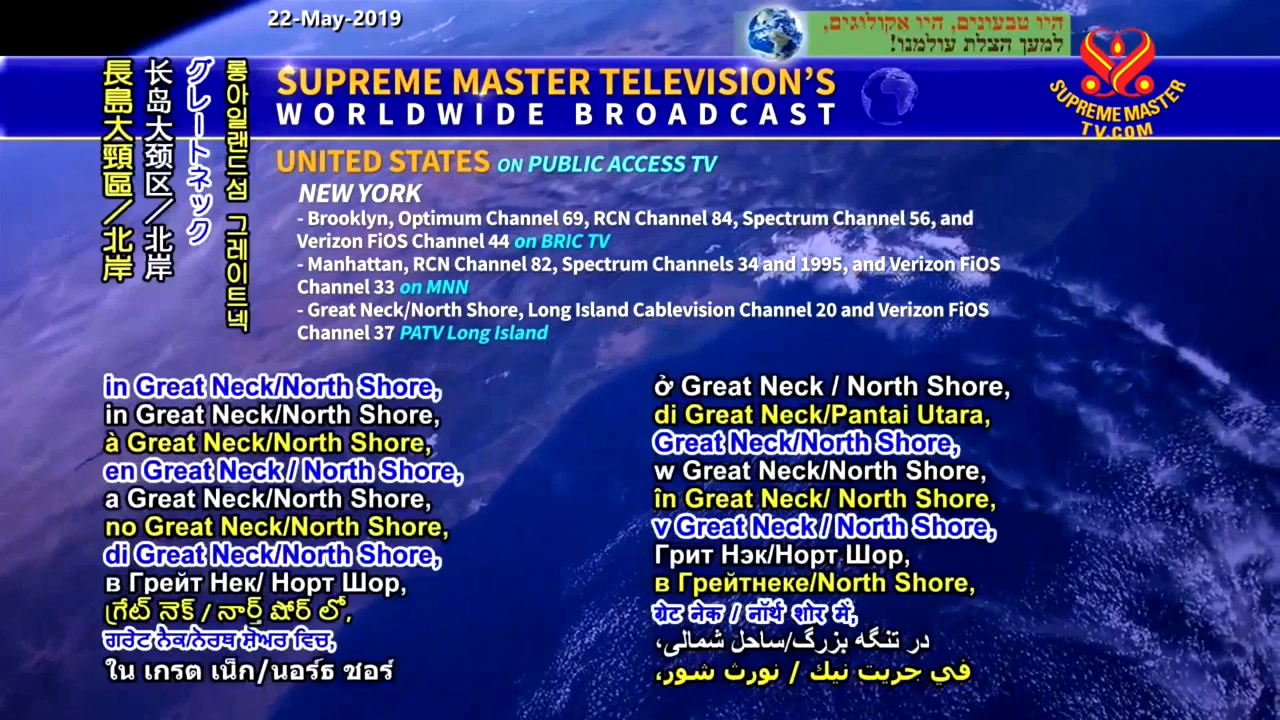 22-May-2019
היו טבעונים, היו אקולוגים,
למען הצלת עולמנו!
SUPREME MASTER
TV.COM
SUPREME MASTER TELEVISION'S
WORLDWIDE BROADCAST
長島大頸區/北岸
长岛大颈区/北岸
グレートネック
롱아일랜드섬 그레이트넥
UNITED STATES ON PUBLIC ACCESS TV
NEW YORK
- Brooklyn, Optimum Channel 69, RCN Channel 84, Spectrum Channel 56, and
Verizon FiOS Channel 44 on BRIC TV
- Manhattan, RCN Channel 82, Spectrum Channels 34 and 1995, and Verizon FiOS
Channel 33 on MNN
- Great Neck/North Shore, Long Island Cablevision Channel 20 and Verizon FiOS
Channel 37 PATV Long Island
in Great Neck/North Shore,
in Great Neck/North Shore,
à Great Neck/North Shore,
en Great Neck / North Shore,
a Great Neck/North Shore,
no Great Neck/North Shore,
di Great Neck/North Shore,
в Грейт Нек/ Норт Шор,
గ్రేట్ నెక్ / నార్త్ షోర్ లో,
ਗਰੇਟ ਨੈਕ/ਨੋਰਥ ਸ਼ੋਅਰ ਵਿਚ,
ใน เกรต เน็ก/นอร์ธ ชอร์
ở Great Neck / North Shore,
di Great Neck/Pantai Utara,
Great Neck/North Shore,
w Great Neck/North Shore,
în Great Neck/ North Shore,
v Great Neck / North Shore,
Грит Нэк/Норт Шор,
в Грейтнеке/North Shore,
ग्रेट नेक / नॉर्थ शोर में,
در تنگه بزرگ/ساحل شمالی،
في جريت نيك / نورث شور،